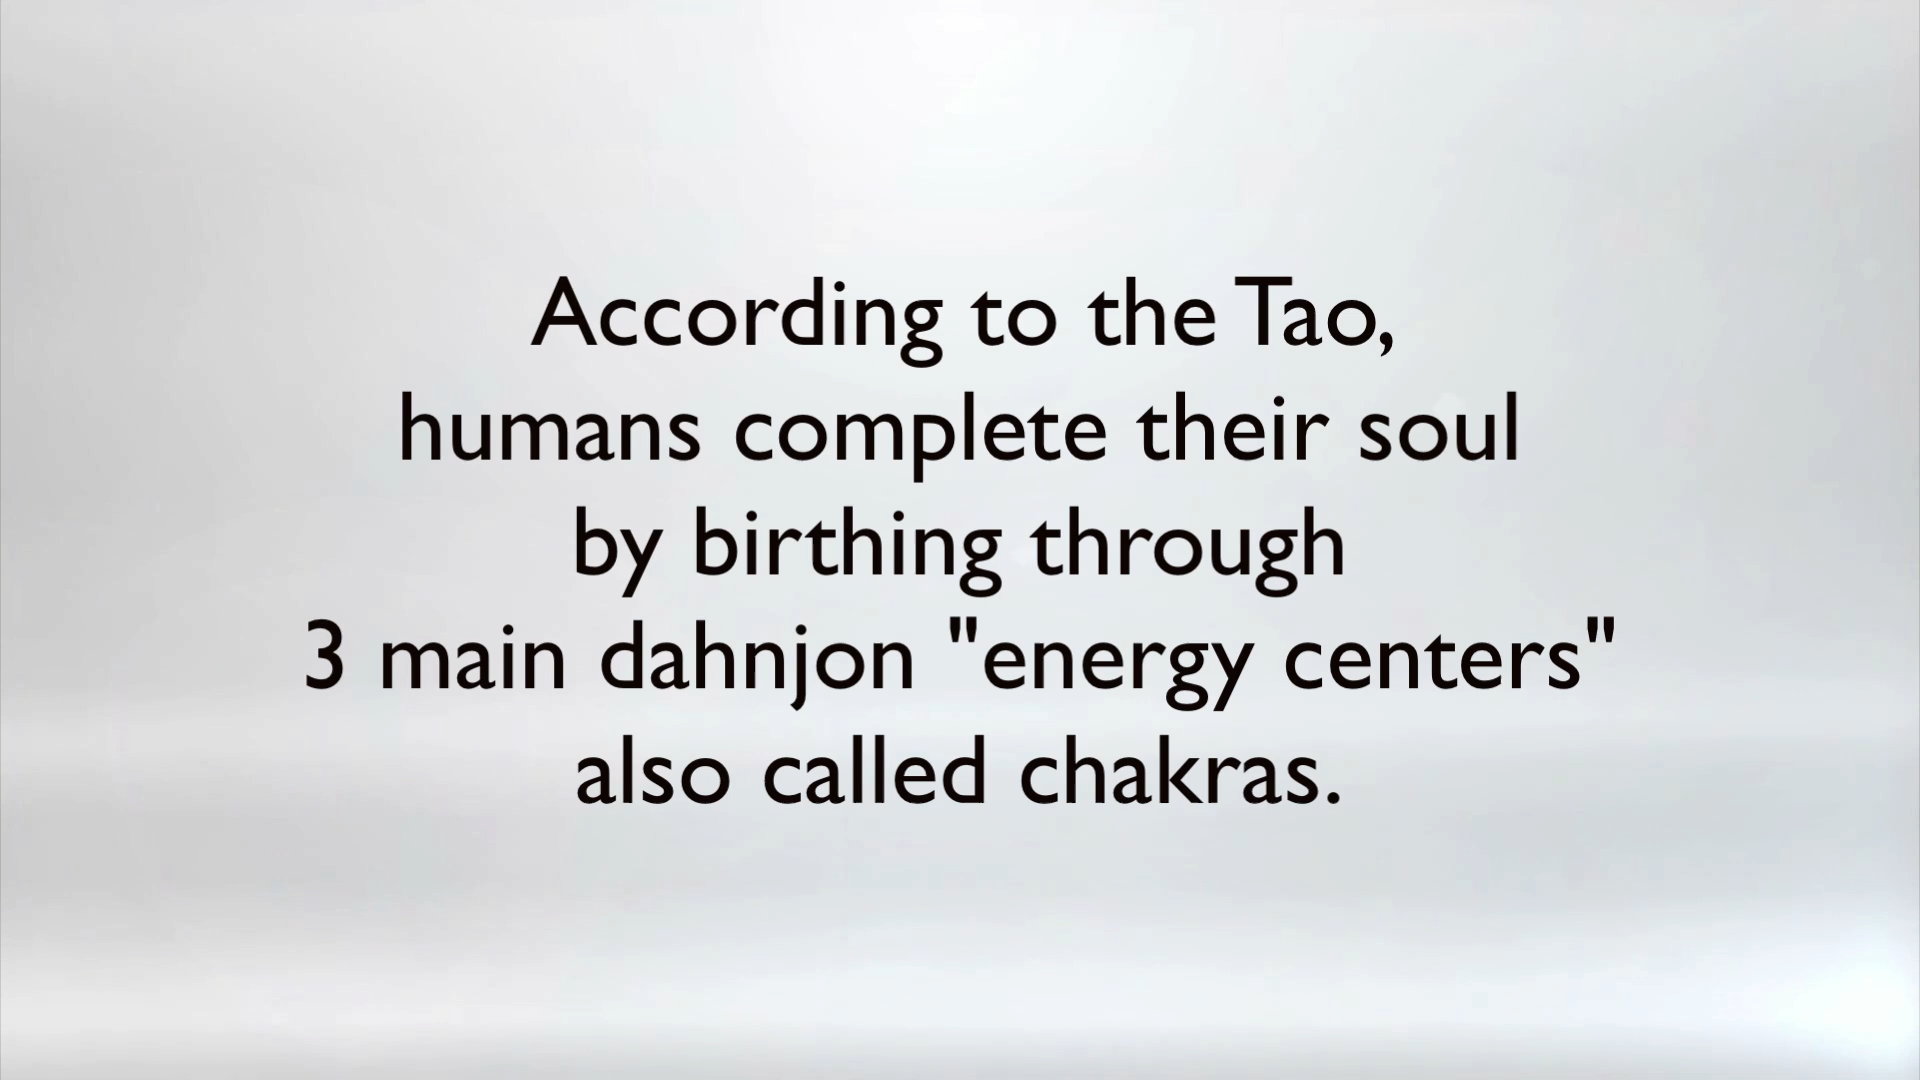 According to the Tao,
humans complete their soul
by birthing through
3 main dahnjon "energy centers"
also called chakras.